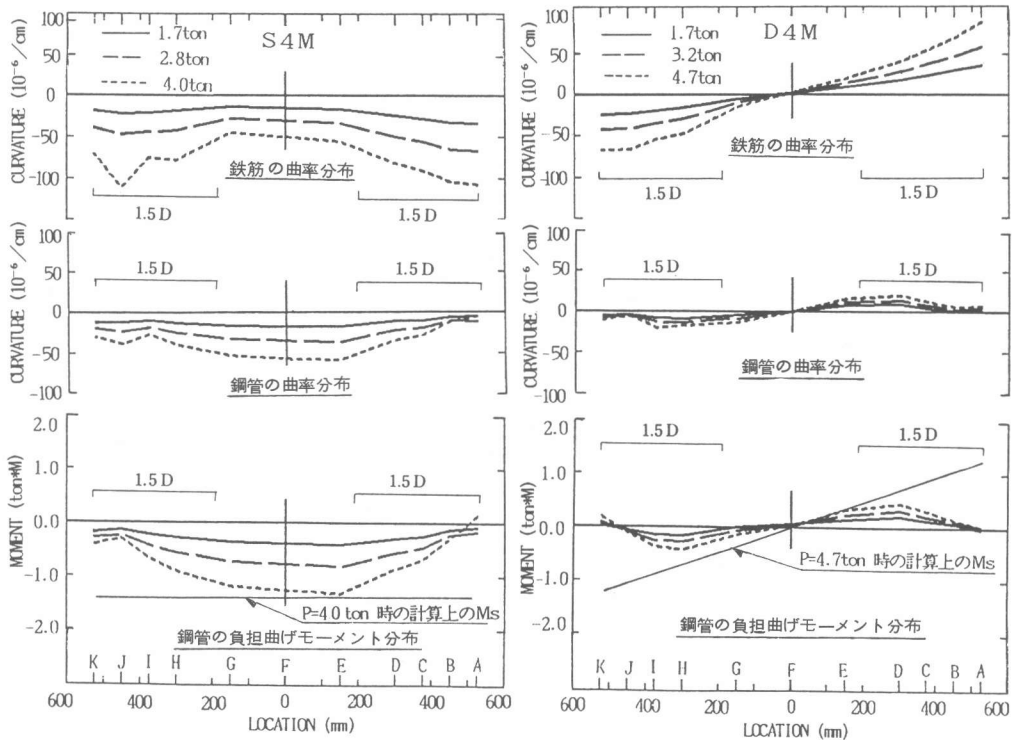 S4M
1.7ton
2.8ton
4.0ton
CURVATURE (10⁻⁶/cm)
100
50
0
-50
-100
鉄筋の曲率分布
1.5D
1.5D
CURVATURE (10⁻⁶/cm)
100
50
0
-50
-100
1.5D
1.5D
鋼管の曲率分布
MOMENT (ton*M)
2.0
1.0
0.0
-1.0
-2.0
1.5D
1.5D
P=40 ton 時の計算上のMs
鋼管の負担曲げモーメント分布
K J I H G F E D C B A
600 400 200 0 200 400 600
LOCATION (mm)
D4M
1.7ton
3.2ton
4.7ton
CURVATURE (10⁻⁶/cm)
100
50
0
-50
-100
鉄筋の曲率分布
1.5D
1.5D
CURVATURE (10⁻⁶/cm)
100
50
0
-50
-100
1.5D
1.5D
鋼管の曲率分布
MOMENT (ton*M)
2.0
1.0
0.0
-1.0
-2.0
1.5D
1.5D
P=4.7ton 時の計算上のMs
鋼管の負担曲げモーメント分布
K J I H G F E D C B A
600 400 200 0 200 400 600
LOCATION (mm)